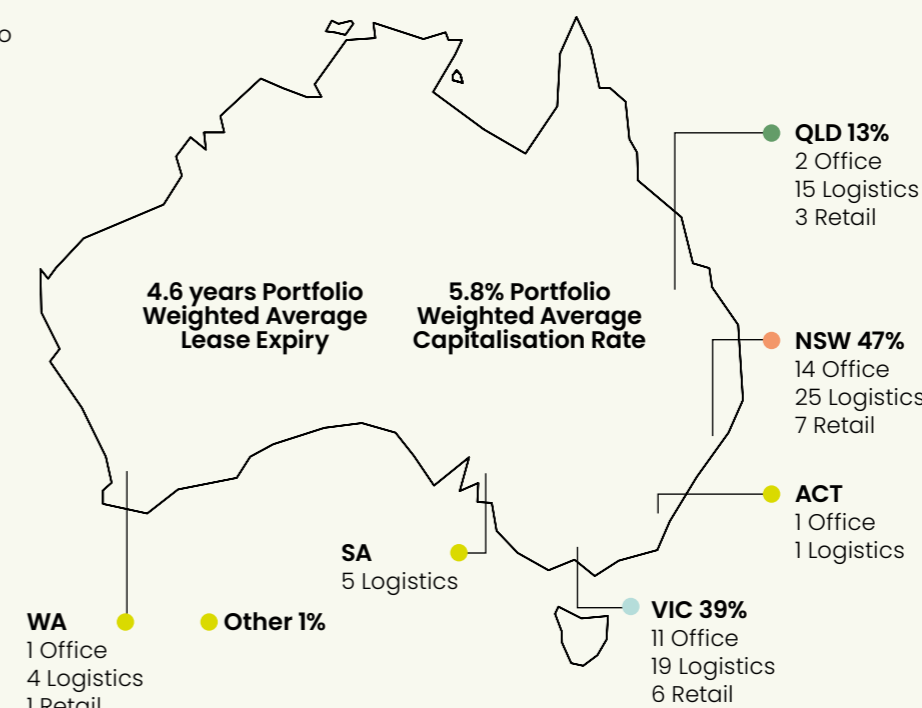 o
QLD 13%
2 Office
15 Logistics
3 Retail
4.6 years Portfolio
Weighted Average
Lease Expiry
5.8% Portfolio
Weighted Average
Capitalisation Rate
NSW 47%
14 Office
25 Logistics
7 Retail
ACT
1 Office
1 Logistics
SA
5 Logistics
WA
1 Office
4 Logistics
1 Retail
Other 1%
VIC 39%
11 Office
19 Logistics
6 Retail